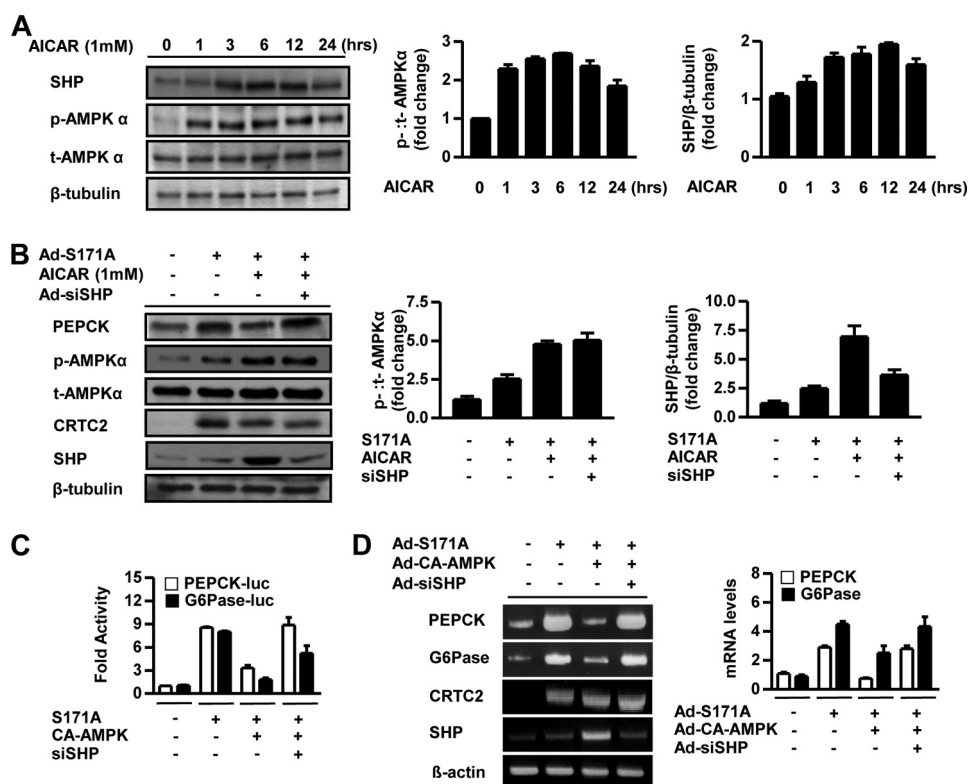 A
AICAR (1mM) 0 1 3 6 12 24 (hrs)
SHP
p-AMPK α
t-AMPK α
β-tubulin
p- :t- AMPKα
(fold change)
3
2
1
0
AICAR 0 1 3 6 12 24 (hrs)
SHP/β-tubulin
(fold change)
2
1
0
AICAR 0 1 3 6 12 24 (hrs)
B
Ad-S171A - + + +
AICAR (1mM) - - + +
Ad-siSHP - - - +
PEPCK
p-AMPKα
t-AMPKα
CRTC2
SHP
β-tubulin
p- :t- AMPKα
(fold change)
7.5
5.0
2.5
0.0
S171A - + + +
AICAR - - + +
siSHP - - - +
SHP/β-tubulin
(fold change)
10.0
7.5
5.0
2.5
0.0
S171A - + + +
AICAR - - + +
siSHP - - - +
C
Fold Activity
15
12
9
6
3
0
PEPCK-luc
G6Pase-luc
S171A - + + +
CA-AMPK - - + +
siSHP - - - +
D
Ad-S171A - + + +
Ad-CA-AMPK - - + +
Ad-siSHP - - - +
PEPCK
G6Pase
CRTC2
SHP
ß-actin
mRNA levels
8
6
4
2
0
PEPCK
G6Pase
Ad-S171A - + + +
Ad-CA-AMPK - - + +
Ad-siSHP - - - +